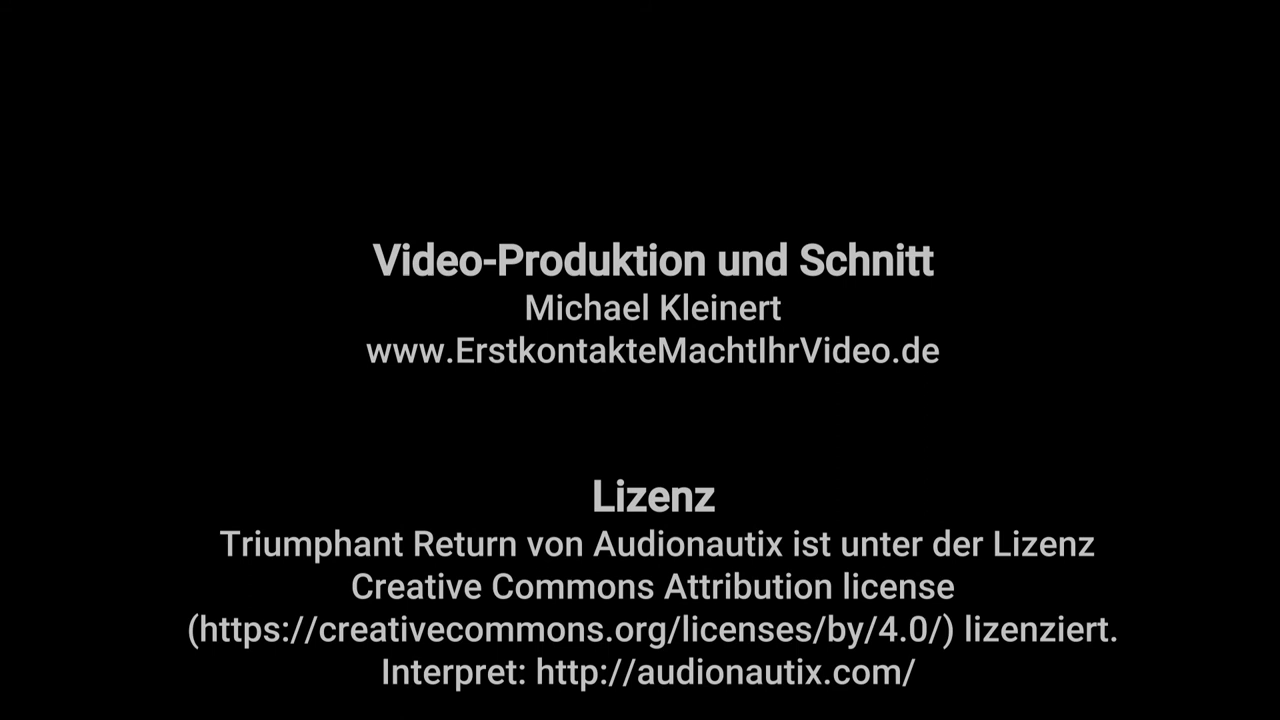 Video-Produktion und Schnitt
Michael Kleinert
www.ErstkontakteMachtIhrVideo.de
Lizenz
Triumphant Return von Audionautix ist unter der Lizenz
Creative Commons Attribution license
(https://creativecommons.org/licenses/by/4.0/) lizenziert.
Interpret: http://audionautix.com/